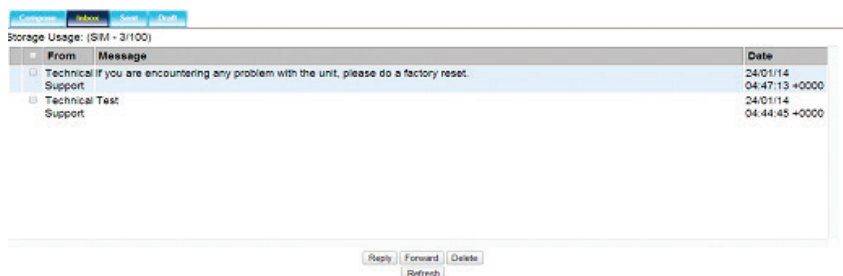 Compose Inbox Sent Draft
Storage Usage: (SIM - 3/100)
From Message Date
Technical If you are encountering any problem with the unit, please do a factory reset. 24/01/14
Support 04:47:13 +0000
Technical Test 24/01/14
Support 04:44:45 +0000
Reply Forward Delete
Refresh